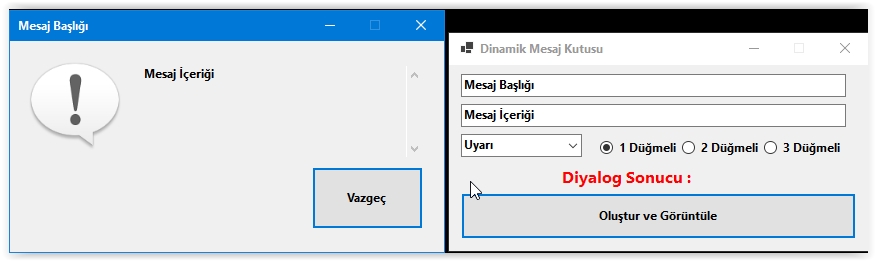 Mesaj Başlığı
Mesaj İçeriği
Vazgeç
Dinamik Mesaj Kutusu
Mesaj Başlığı
Mesaj İçeriği
Uyarı
1 Düğmeli
2 Düğmeli
3 Düğmeli
Diyalog Sonucu :
Oluştur ve Görüntüle